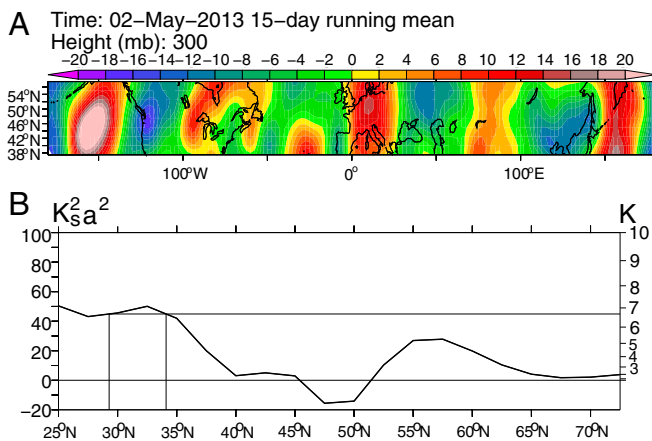 A Time: 02−May−2013 15−day running mean
Height (mb): 300
−20 −18 −16 −14 −12 −10 −8 −6 −4 −2 0 2 4 6 8 10 12 14 16 18 20
54°N
50°N
46°N
42°N
38°N
100°W 0° 100°E
B K_s^2a^2 K
100 10
80 9
60 8
40 7
20 6
0 5
−20 4
3
25°N 30°N 35°N 40°N 45°N 50°N 55°N 60°N 65°N 70°N